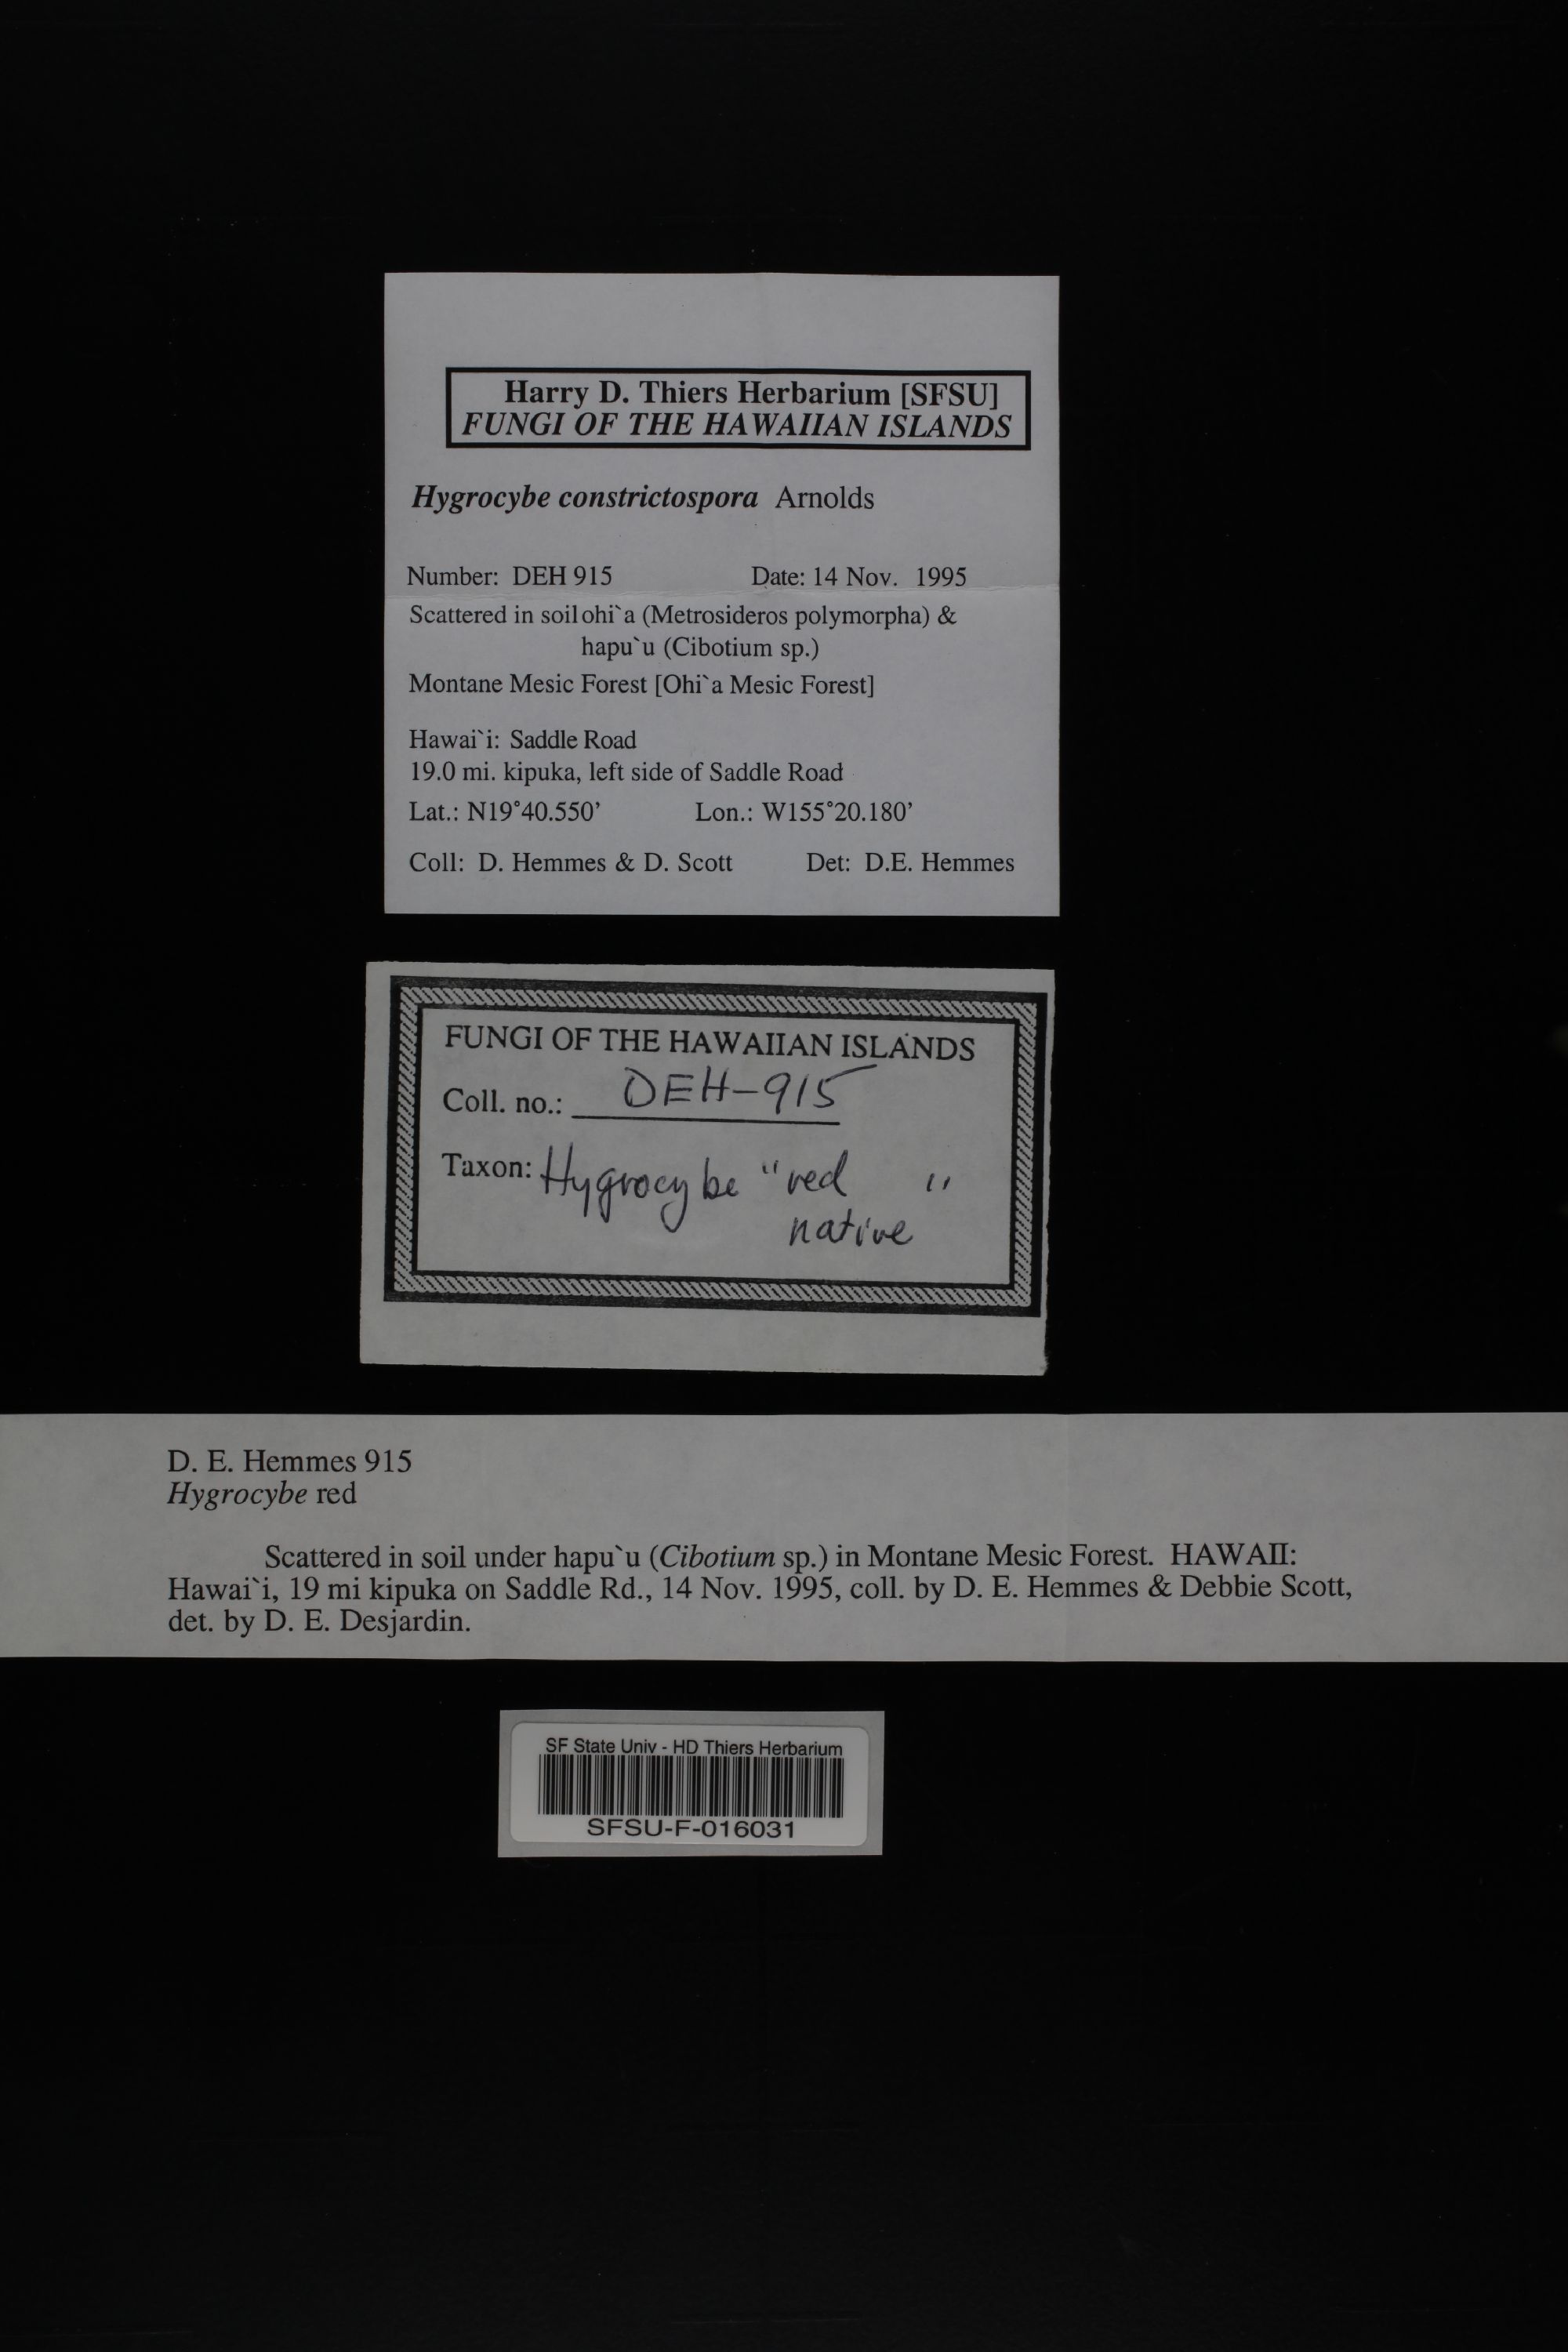 Harry D. Thiers Herbarium [SFSU]
FUNGI OF THE HAWAIIAN ISLANDS
Hygrocybe constrictospora Arnolds
Number: DEH 915 Date: 14 Nov. 1995
Scattered in soil ohi`a (Metrosideros polymorpha) &
hapu`u (Cibotium sp.)
Montane Mesic Forest [Ohi`a Mesic Forest]
Hawai`i: Saddle Road
19.0 mi. kipuka, left side of Saddle Road
Lat.: N19°40.550’ Lon.: W155°20.180’
Coll: D. Hemmes & D. Scott Det: D.E. Hemmes
FUNGI OF THE HAWAIIAN ISLANDS
Coll. no.: DEH-915
Taxon: Hygrocybe "red "
native
D. E. Hemmes 915
Hygrocybe red
Scattered in soil under hapu`u (Cibotium sp.) in Montane Mesic Forest. HAWAII:
Hawai`i, 19 mi kipuka on Saddle Rd., 14 Nov. 1995, coll. by D. E. Hemmes & Debbie Scott,
det. by D. E. Desjardin.
SF State Univ - HD Thiers Herbarium
SFSU-F-016031